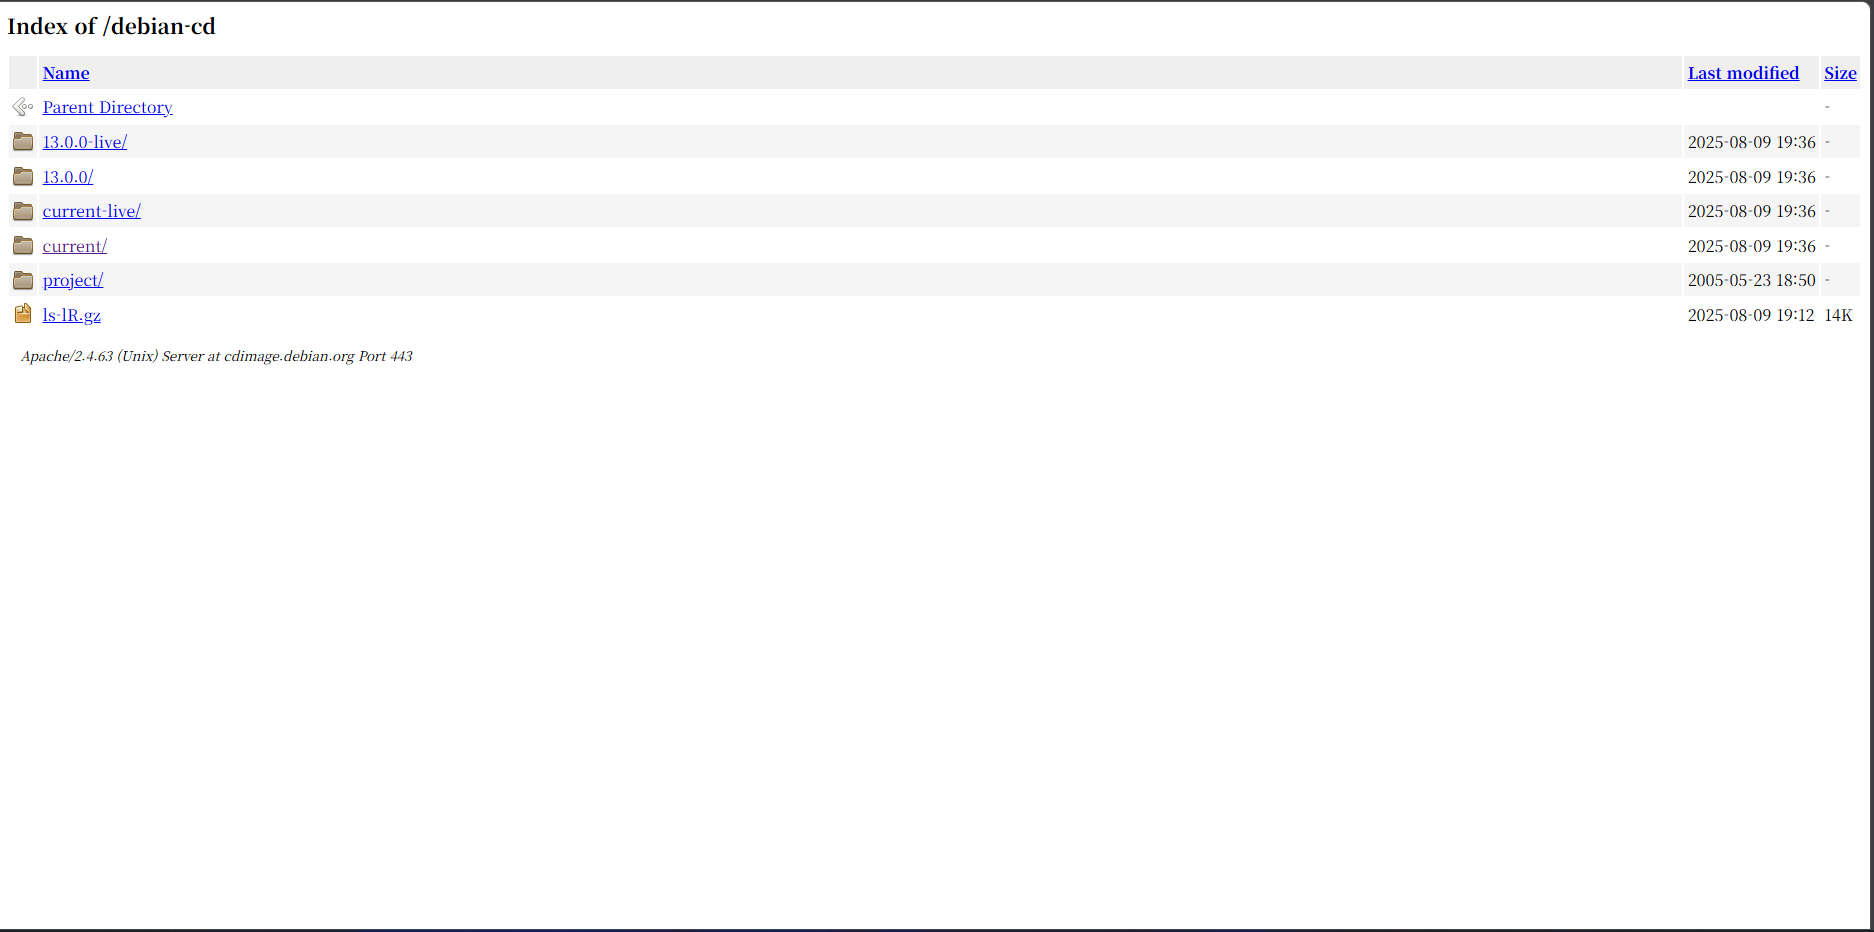 Index of /debian-cd
Name Last modified Size
Parent Directory -
13.0.0-live/ 2025-08-09 19:36 -
13.0.0/ 2025-08-09 19:36 -
current-live/ 2025-08-09 19:36 -
current/ 2025-08-09 19:36 -
project/ 2005-05-23 18:50 -
ls-lR.gz 2025-08-09 19:12 14K
Apache/2.4.63 (Unix) Server at cdimage.debian.org Port 443